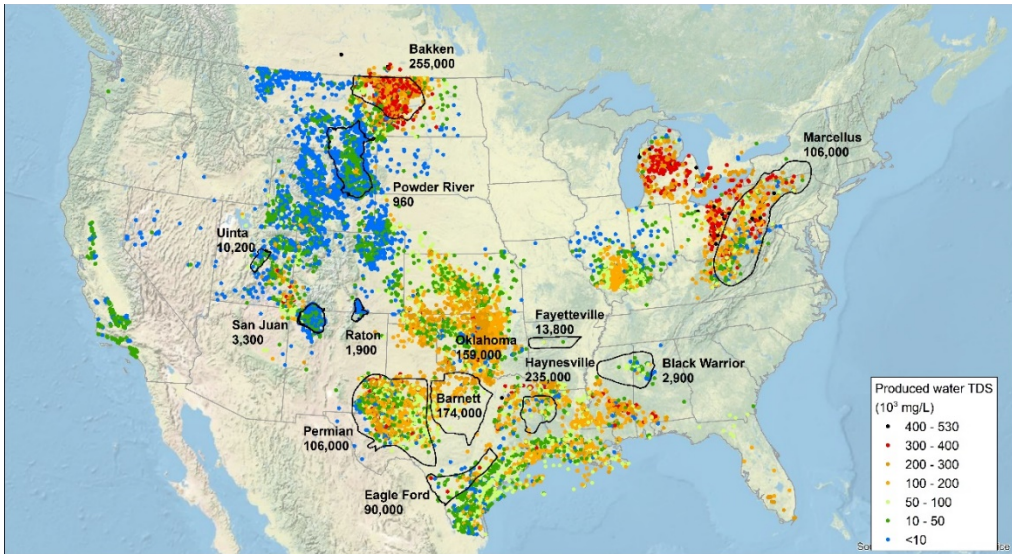 Bakken
255,000
Marcellus
106,000
Powder River
960
Uinta
10,200
San Juan
3,300
Raton
1,900
Oklahoma
159,000
Fayetteville
13,800
Haynesville
235,000
Black Warrior
2,900
Barnett
174,000
Permian
106,000
Eagle Ford
90,000
Produced water TDS
(10³ mg/L)
400 - 530
300 - 400
200 - 300
100 - 200
50 - 100
10 - 50
<10